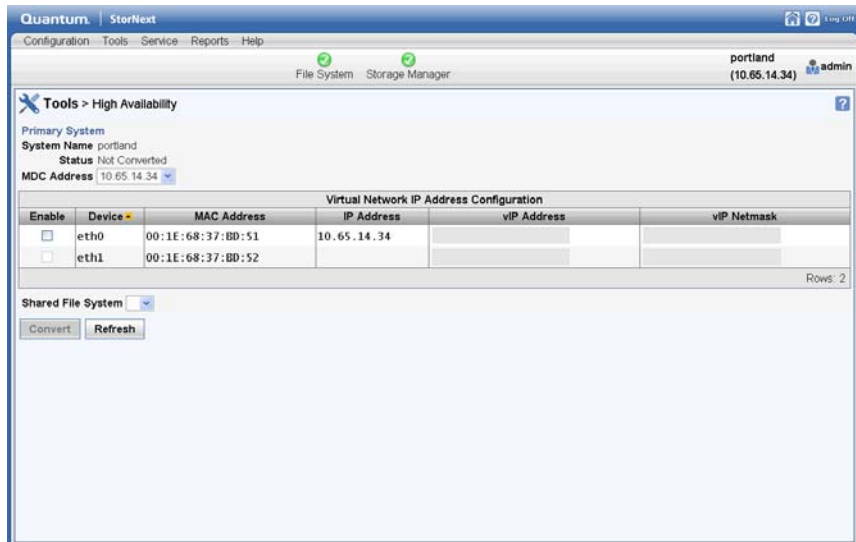 Quantum. StorNext Log Off
Configuration Tools Service Reports Help
File System Storage Manager
portland
(10.65.14.34)
admin
Tools > High Availability
Primary System
System Name portland
Status Not Converted
MDC Address 10.65.14.34
Virtual Network IP Address Configuration
Enable Device MAC Address IP Address vIP Address vIP Netmask
eth0 00:1E:68:37:BD:51 10.65.14.34
eth1 00:1E:68:37:BD:52
Rows: 2
Shared File System
Convert Refresh